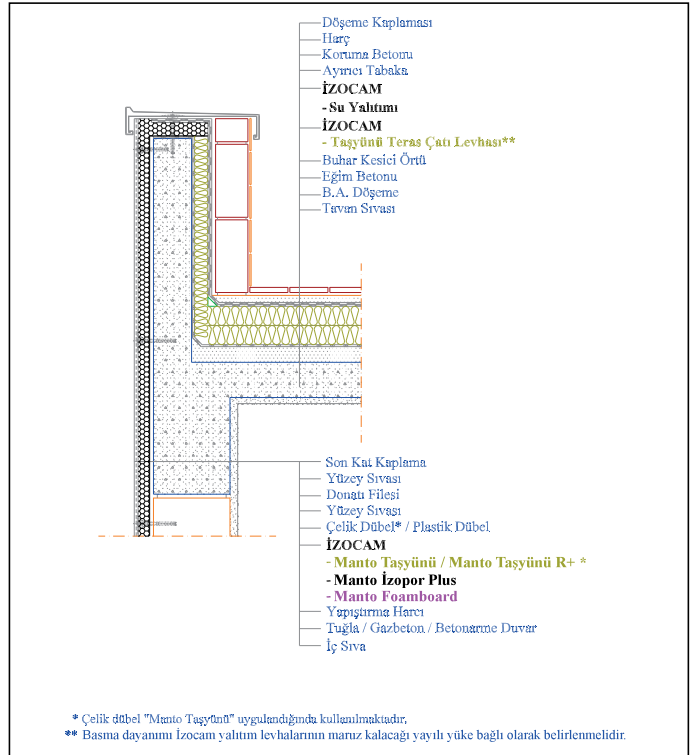 Döşeme Kaplaması
Harç
Koruma Betonu
Ayırıcı Tabaka
İZOCAM
- Su Yalıtımı
İZOCAM
- Taşyünü Teras Çatı Levhası**
Buhar Kesici Örtü
Eğim Betonu
B.A. Döşeme
Tavan Sıvası
Son Kat Kaplama
Yüzey Sıvası
Donatı Filesi
Yüzey Sıvası
Çelik Dübel* / Plastik Dübel
İZOCAM
- Manto Taşyünü / Manto Taşyünü R+ *
- Manto İzopor Plus
- Manto Foamboard
Yapıştırma Harcı
Tuğla / Gazbeton / Betonarme Duvar
İç Sıva
* Çelik dübel "Manto Taşyünü" uygulandığında kullanılmaktadır,
** Basma dayanımı İzocam yalıtım levhalarının maruz kalacağı yayılı yüke bağlı olarak belirlenmelidir.